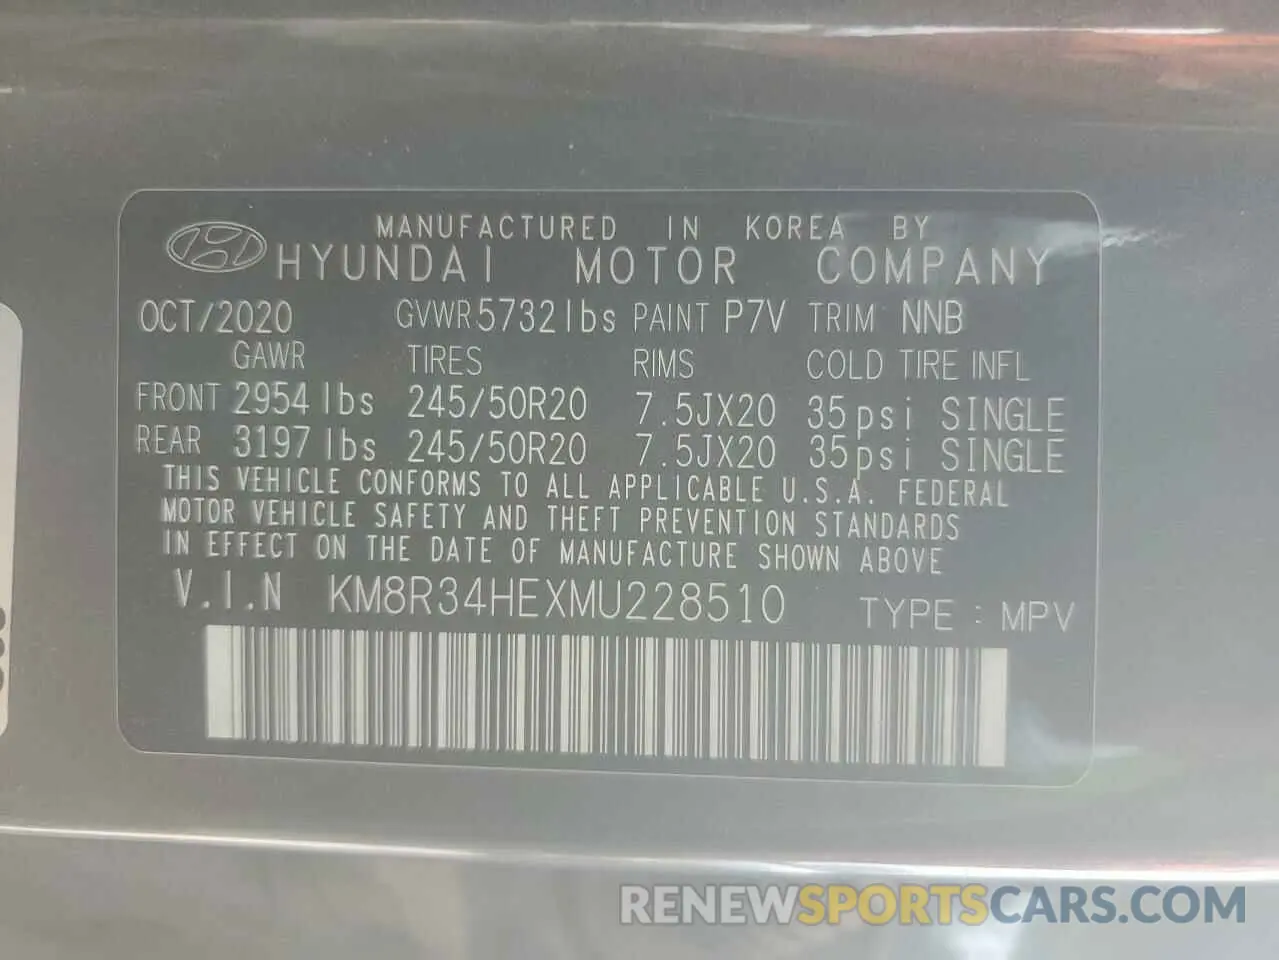 MANUFACTURED IN KOREA BY
HYUNDAI MOTOR COMPANY
OCT/2020 GVWR 5732 lbs PAINT P7V TRIM NNB
GAWR TIRES RIMS COLD TIRE INFL
FRONT 2954 lbs 245/50R20 7.5JX20 35psi SINGLE
REAR 3197 lbs 245/50R20 7.5JX20 35psi SINGLE
THIS VEHICLE CONFORMS TO ALL APPLICABLE U.S.A. FEDERAL
MOTOR VEHICLE SAFETY AND THEFT PREVENTION STANDARDS
IN EFFECT ON THE DATE OF MANUFACTURE SHOWN ABOVE
V.I.N KM8R34HEXMU228510 TYPE : MPV
RENEWSPORTSCARS.COM